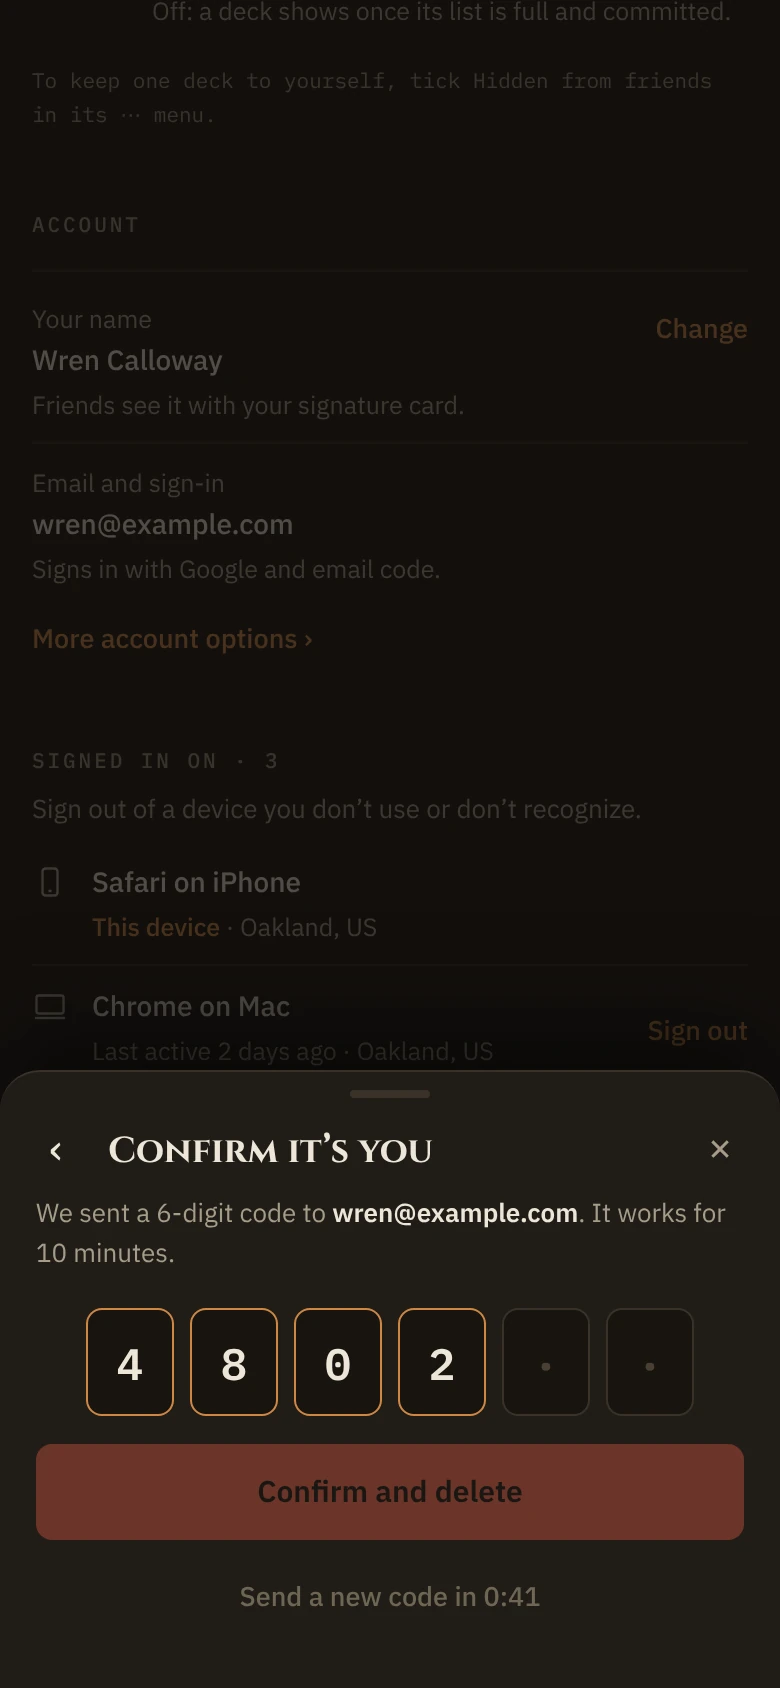 Off: a deck shows once its list is full and committed.
To keep one deck to yourself, tick Hidden from friends
in its ··· menu.
ACCOUNT
Your name
Change
Wren Calloway
Friends see it with your signature card.
Email and sign-in
wren@example.com
Signs in with Google and email code.
More account options ›
SIGNED IN ON · 3
Sign out of a device you don’t use or don’t recognize.
Safari on iPhone
This device · Oakland, US
Chrome on Mac
Sign out
Last active 2 days ago · Oakland, US
‹ Confirm it’s you ✕
We sent a 6-digit code to wren@example.com. It works for
10 minutes.
4 8 0 2 · ·
Confirm and delete
Send a new code in 0:41